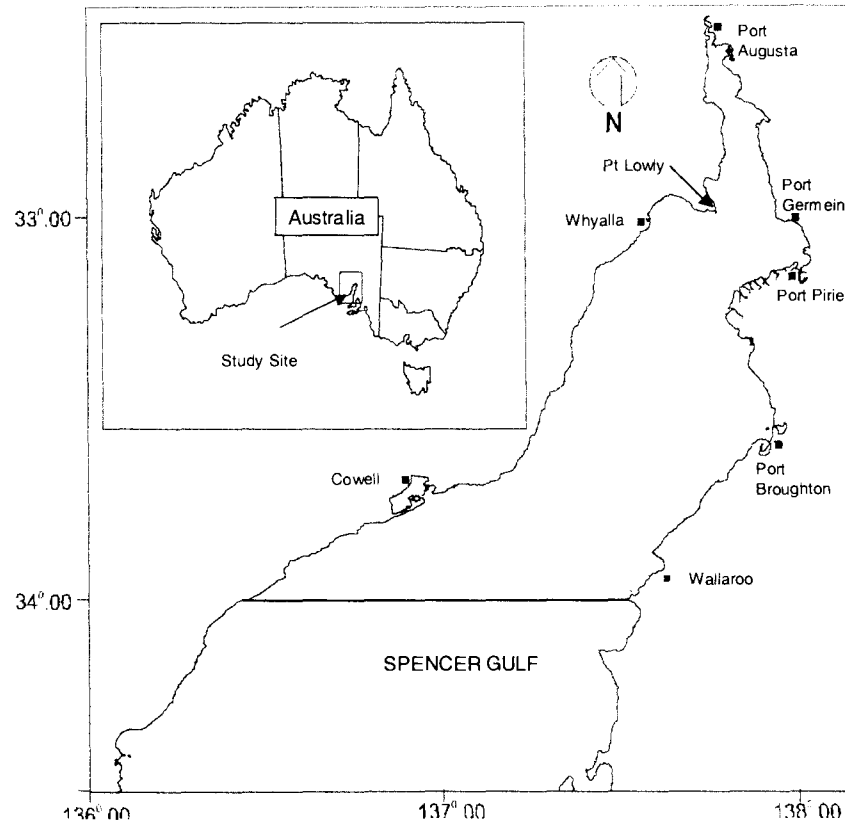 Port
Augusta
N
Pt Lowly
Port
Germein
33°.00
Whyalla
Australia
Port Pirie
Study Site
Cowell
Port
Broughton
Wallaroo
34°.00
SPENCER GULF
136°.00
137°.00
138°.00